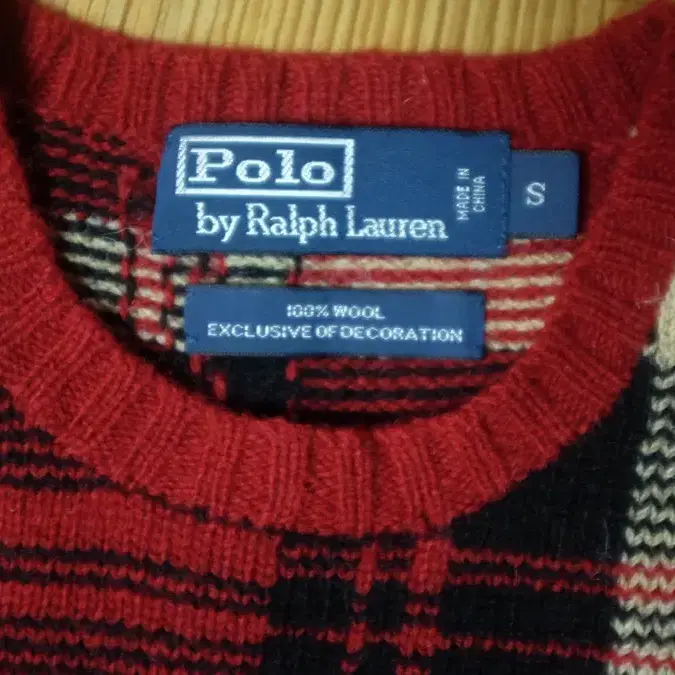 Polo
by Ralph Lauren
MADE IN
CHINA
S
100% WOOL
EXCLUSIVE OF DECORATION